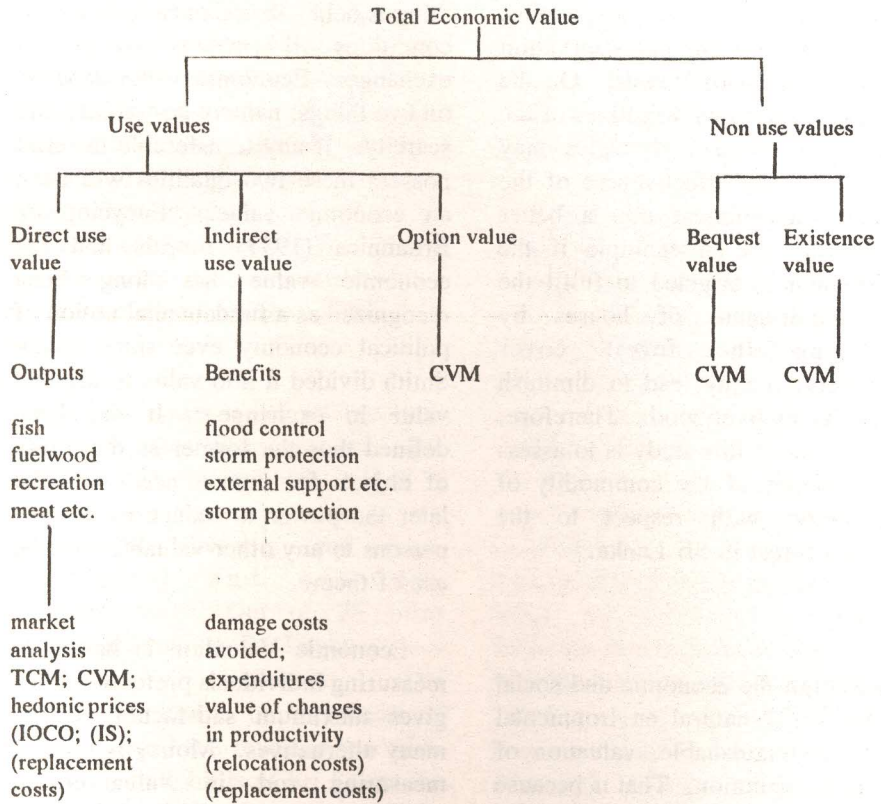 Total Economic Value
Use values
Non use values
Direct use
value
Indirect
use value
Option value
Bequest
value
Existence
value
Outputs
Benefits
CVM
CVM
CVM
fish
fuelwood
recreation
meat etc.
flood control
storm protection
external support etc.
storm protection
market
analysis
TCM; CVM;
hedonic prices
(IOCO; (IS);
(replacement
costs)
damage costs
avoided;
expenditures
value of changes
in productivity
(relocation costs)
(replacement costs)